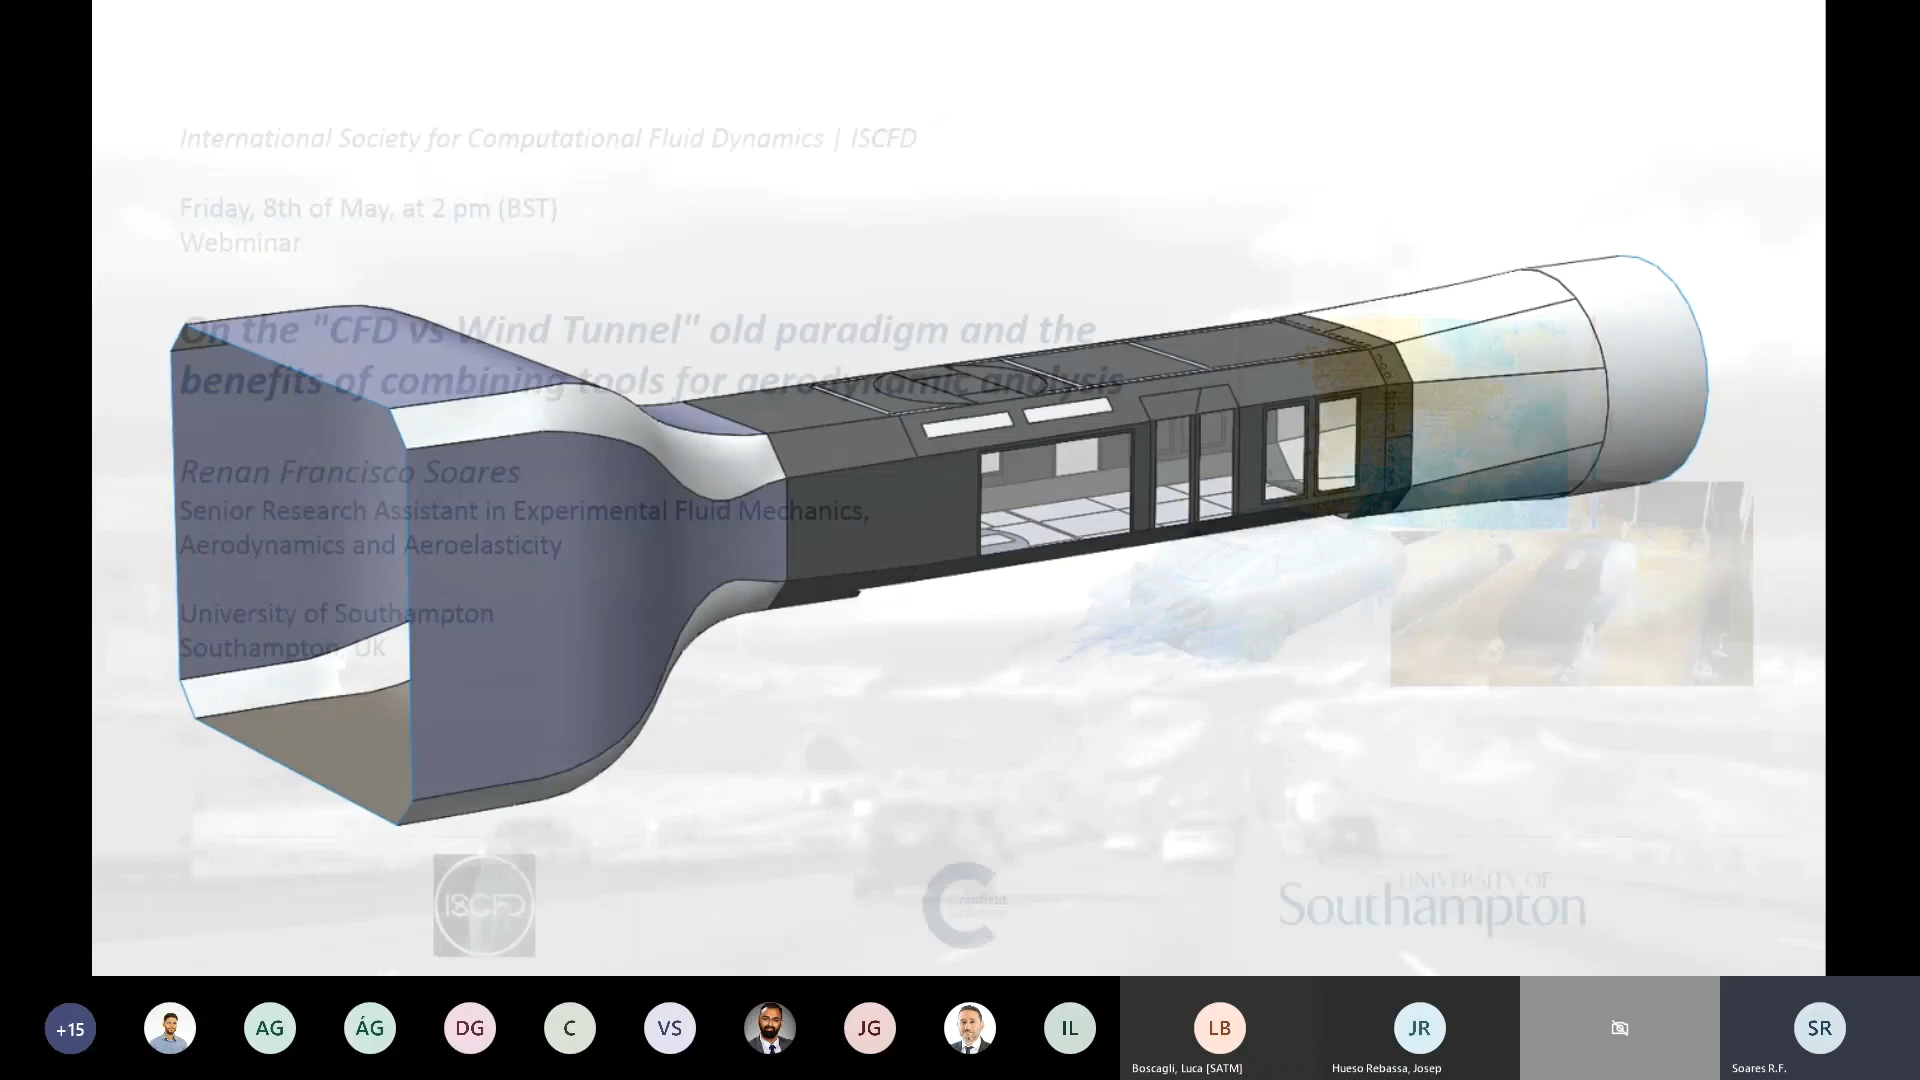 International Society for Computational Fluid Dynamics | ISCFD
Friday, 8th of May, at 2 pm (BST)
Webminar
On the "CFD vs Wind Tunnel" old paradigm and the
benefits of combining tools for aerodynamic analysis
Renan Francisco Soares
Senior Research Assistant in Experimental Fluid Mechanics,
Aerodynamics and Aeroelasticity
University of Southampton
Southampton, UK
ISCFD
Cranfield
UNIVERSITY OF
Southampton
+15
AG
ÁG
DG
C
VS
JG
IL
LB
JR
SR
Boscagli, Luca [SATM]
Hueso Rebassa, Josep
Soares R.F.